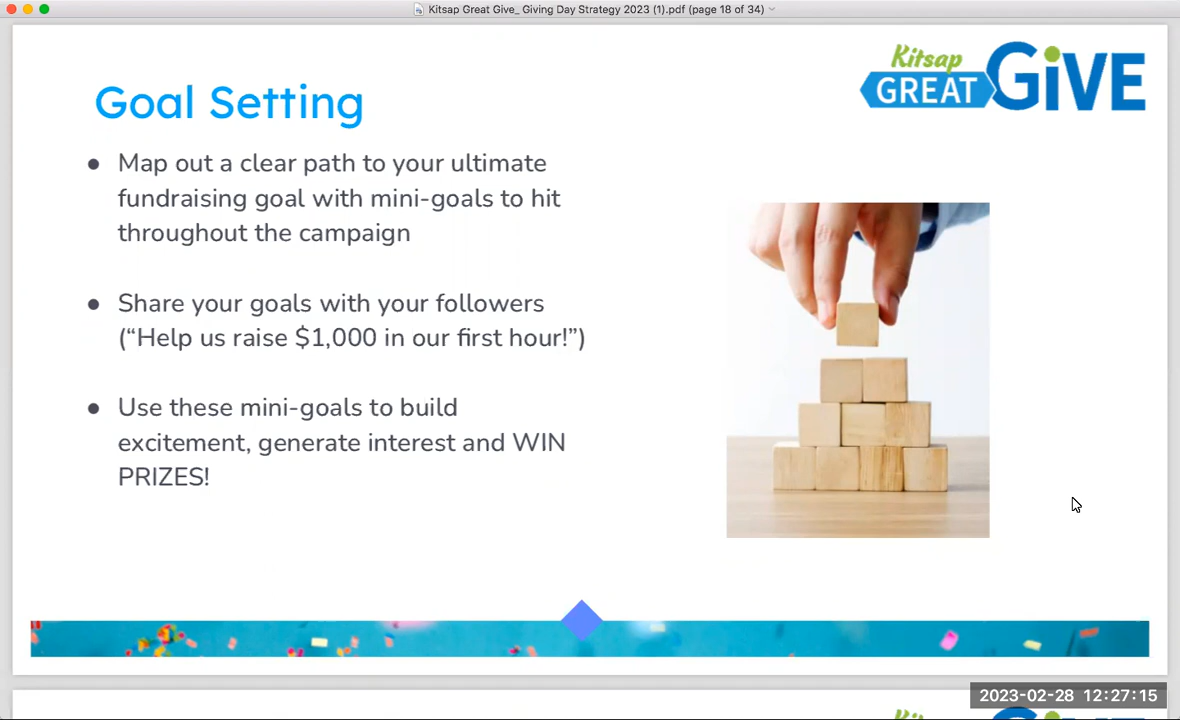 Kitsap Great Give_ Giving Day Strategy 2023 (1).pdf (page 18 of 34)
Kitsap
GREAT GiVE
Goal Setting
● Map out a clear path to your ultimate
fundraising goal with mini-goals to hit
throughout the campaign
● Share your goals with your followers
(“Help us raise $1,000 in our first hour!”)
● Use these mini-goals to build
excitement, generate interest and WIN
PRIZES!
2023-02-28 12:27:15